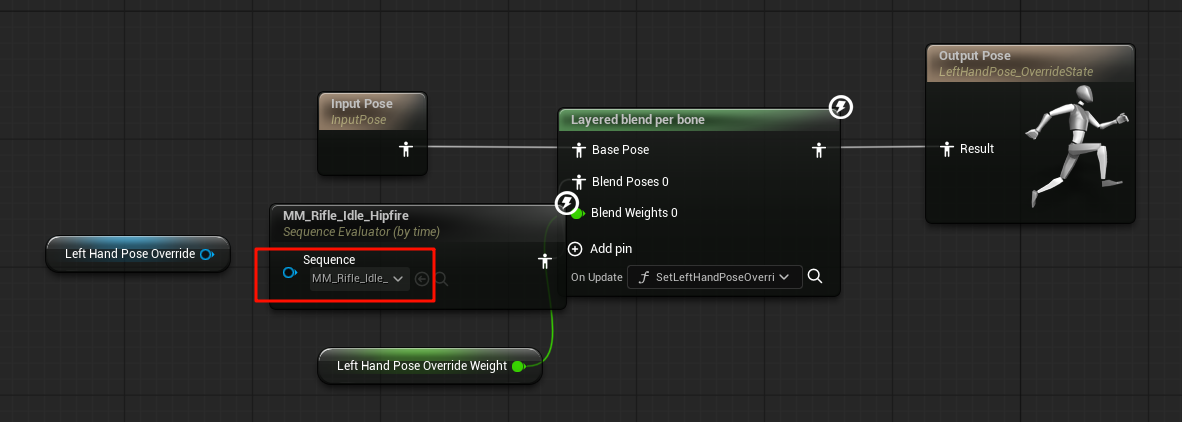 Output Pose
LeftHandPose_OverrideState
Input Pose
InputPose
Layered blend per bone
Base Pose
Result
Blend Poses 0
MM_Rifle_Idle_Hipfire
Blend Weights 0
Sequence Evaluator (by time)
Left Hand Pose Override
Sequence
Add pin
MM_Rifle_Idle_
On Update
SetLeftHandPoseOverri
Left Hand Pose Override Weight